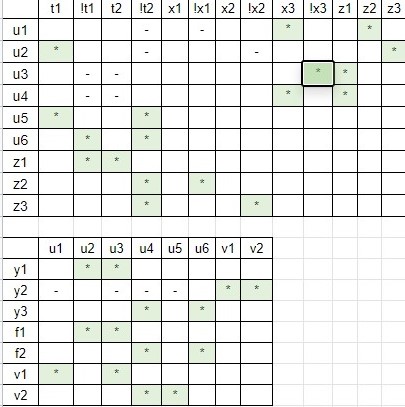 t1 !t1 t2 !t2 x1 !x1 x2 !x2 x3 !x3 z1 z2 z3
u1 - - * *
u2 * - - *
u3 - - * *
u4 - - * *
u5 * *
u6 * *
z1 * *
z2 * *
z3 * *
u1 u2 u3 u4 u5 u6 v1 v2
y1 * *
y2 - - - - * *
y3 * *
f1 * *
f2 * *
v1 * *
v2 * *